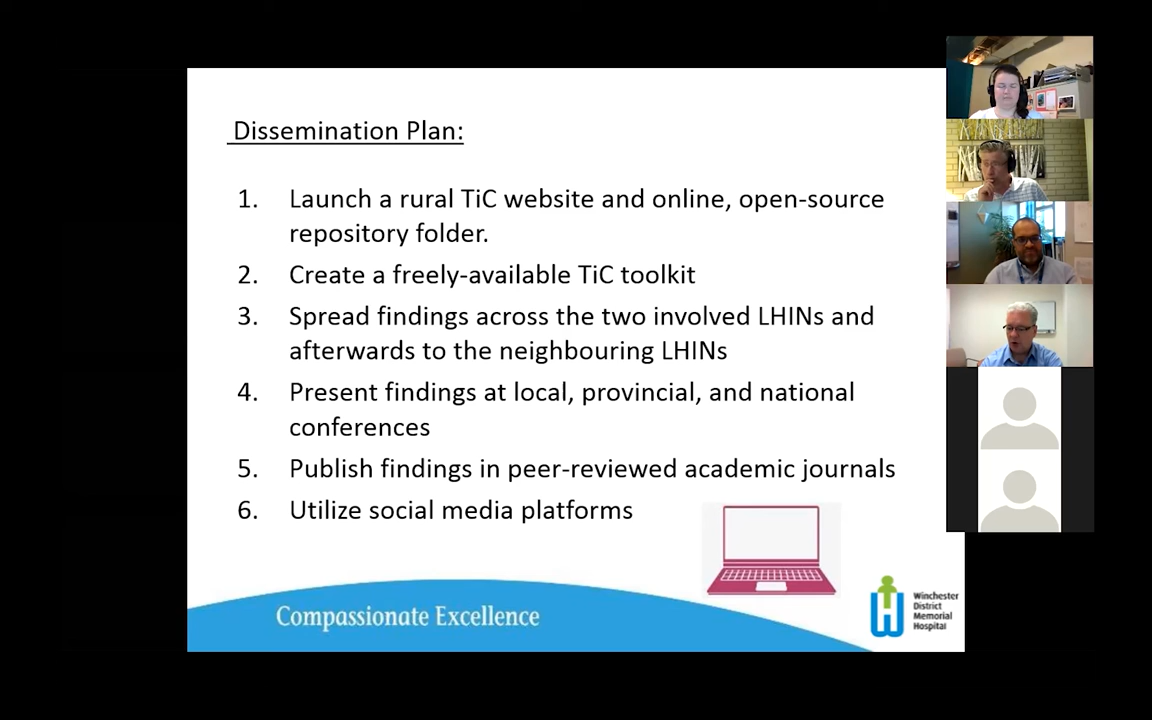 Dissemination Plan:
1. Launch a rural TiC website and online, open-source
repository folder.
2. Create a freely-available TiC toolkit
3. Spread findings across the two involved LHINs and
afterwards to the neighbouring LHINs
4. Present findings at local, provincial, and national
conferences
5. Publish findings in peer-reviewed academic journals
6. Utilize social media platforms
Compassionate Excellence
Winchester
District
Memorial
Hospital